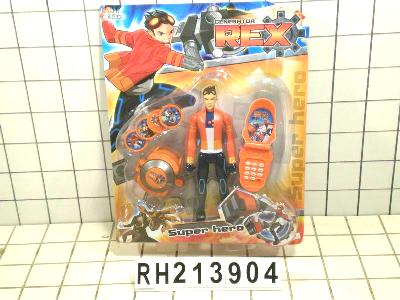 GENERATOR
REX
Super hero
Super hero
RH213904